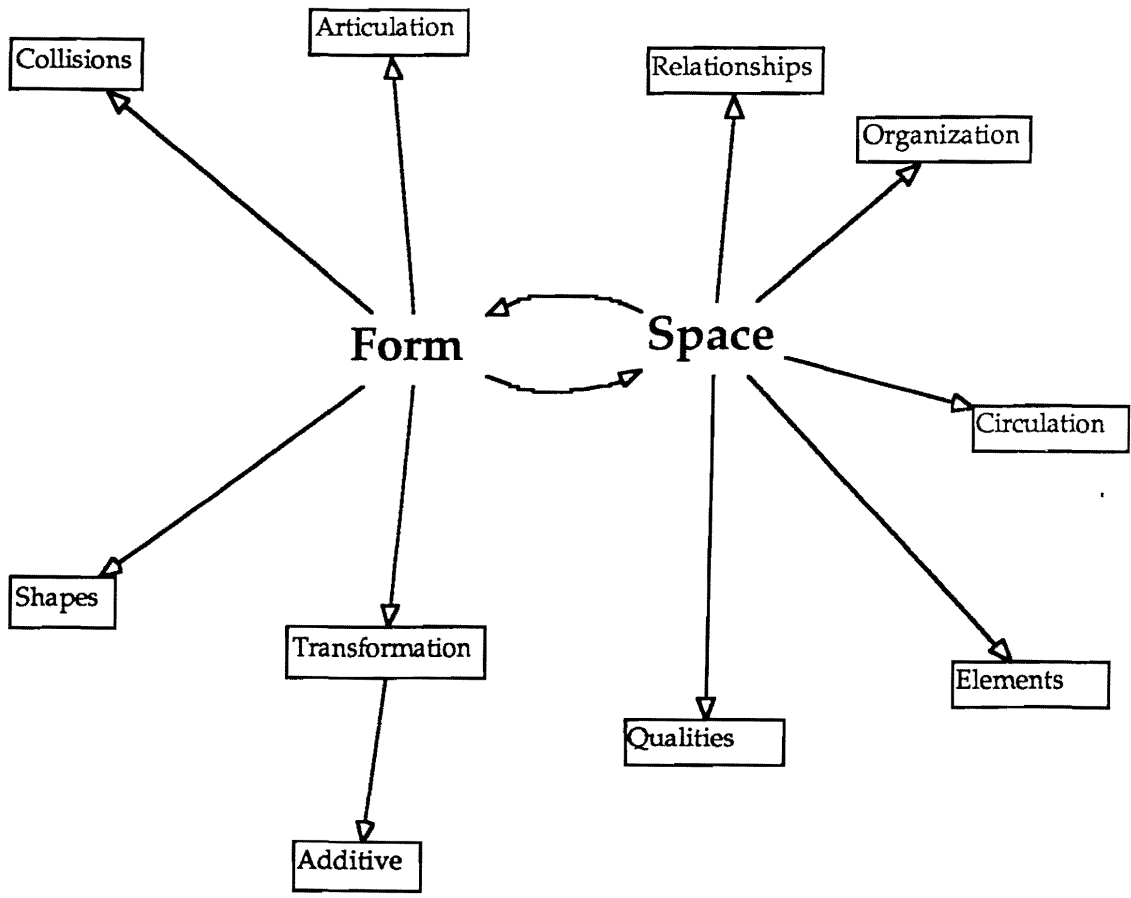 Articulation
Collisions
Relationships
Organization
Form
Space
Circulation
Shapes
Transformation
Elements
Qualities
Additive